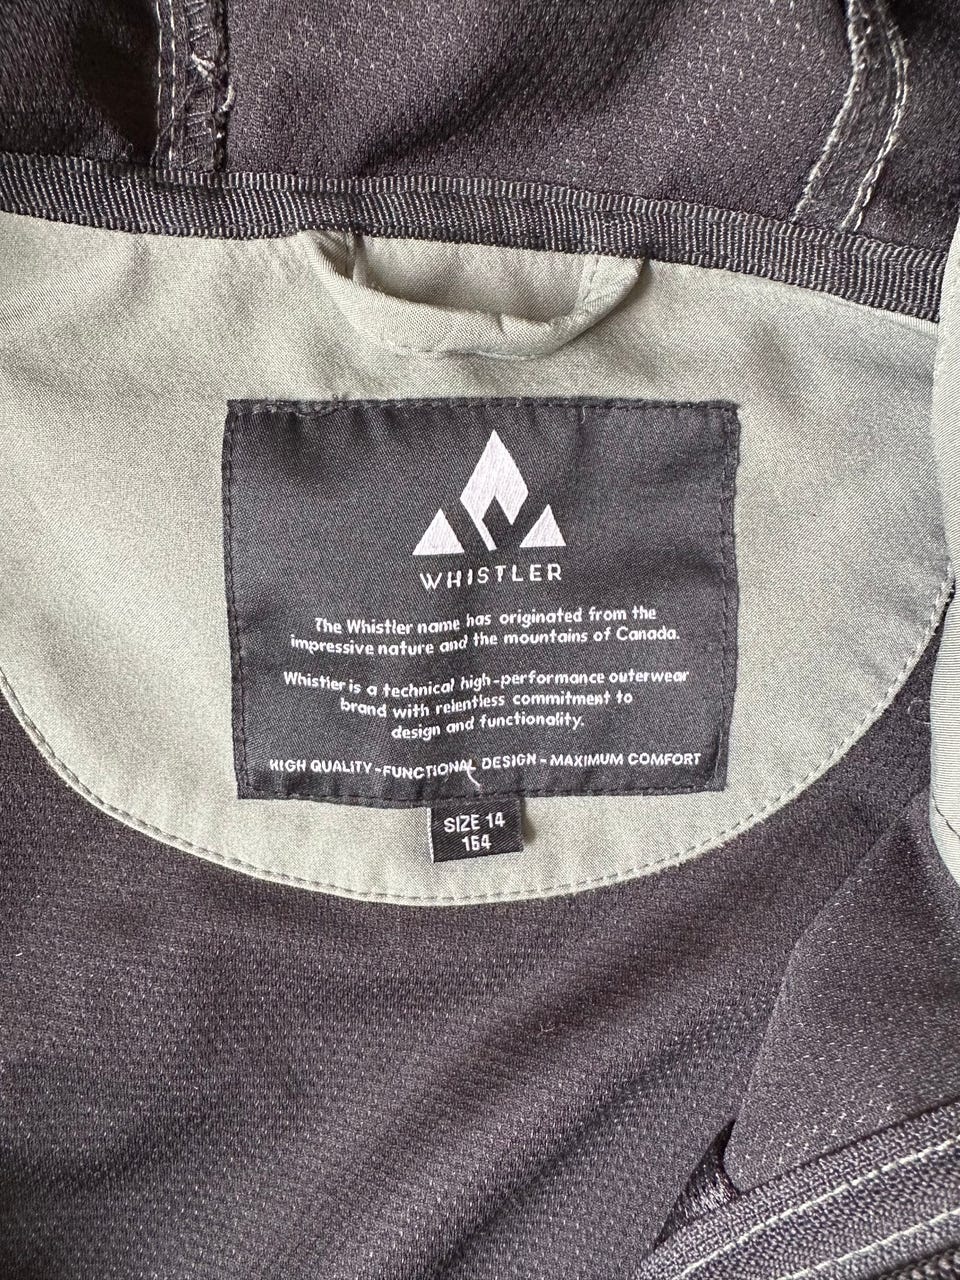 WHISTLER
The Whistler name has originated from the
impressive nature and the mountains of Canada.
Whistler is a technical high-performance outerwear
brand with relentless commitment to
design and functionality.
HIGH QUALITY - FUNCTIONAL DESIGN - MAXIMUM COMFORT
SIZE 14
164